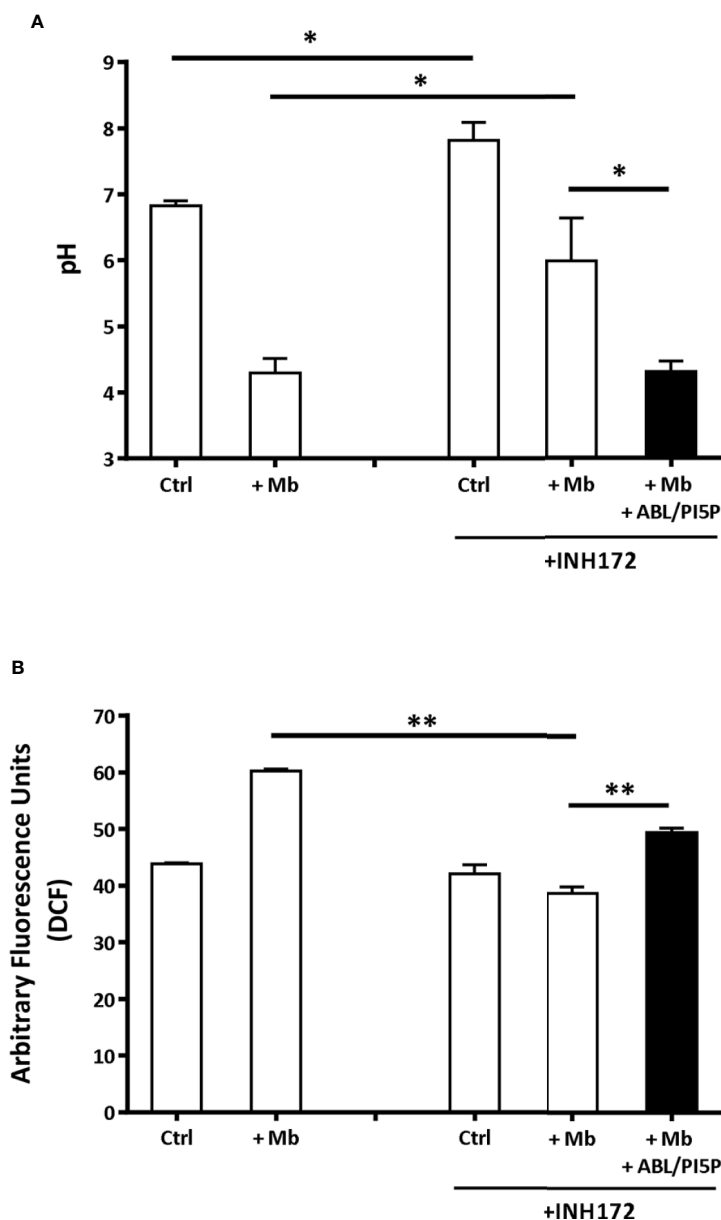 A
*
9
*
8
*
7
pH
6
5
4
3
Ctrl
+ Mb
Ctrl
+ Mb
+ Mb
+ ABL/PI5P
+INH172
B
70
**
60
**
50
40
30
20
10
0
Arbitrary Fluorescence Units
(DCF)
Ctrl
+ Mb
Ctrl
+ Mb
+ Mb
+ ABL/PI5P
+INH172